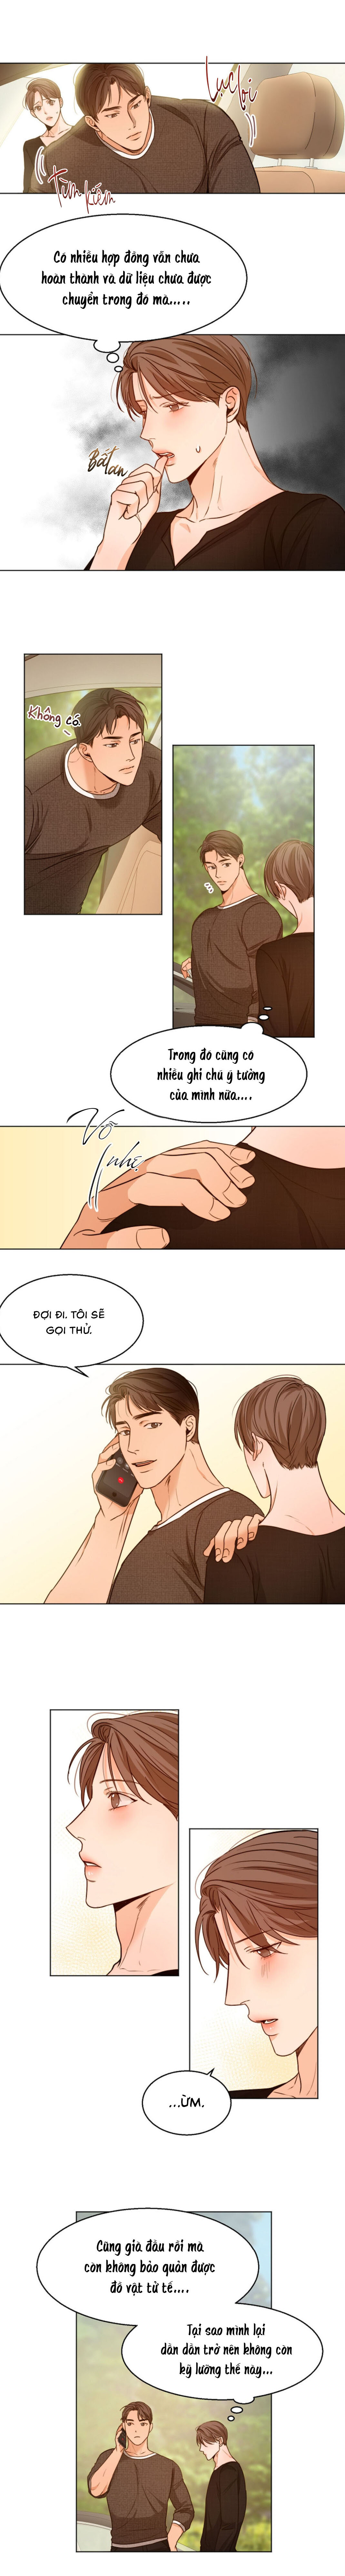 Lục lọi
Tìm kiếm
Có nhiều hợp đồng vẫn chưa
hoàn thành và dữ liệu chưa được
chuyển trong đó mà.....
Bất an
Không có.
Trong đó cũng có
nhiều ghi chú ý tưởng
của mình nữa....
Vỗ
nhẹ
ĐỢI ĐI. TÔI SẼ
GỌI THỬ.
...ỪM.
Cũng già đầu rồi mà
còn không bảo quản được
đồ vật tử tế....
Tại sao mình lại
dần dần trở nên không còn
kỹ lưỡng thế này...